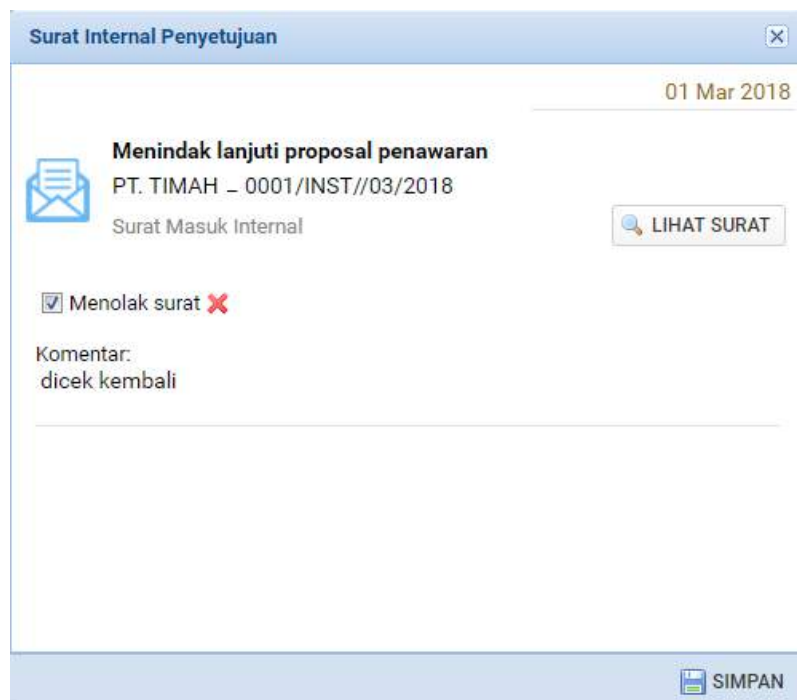 Surat Internal Penyetujuan
01 Mar 2018
Menindak lanjuti proposal penawaran
PT. TIMAH – 0001/INST//03/2018
Surat Masuk Internal
LIHAT SURAT
Menolak surat
Komentar:
dicek kembali
SIMPAN